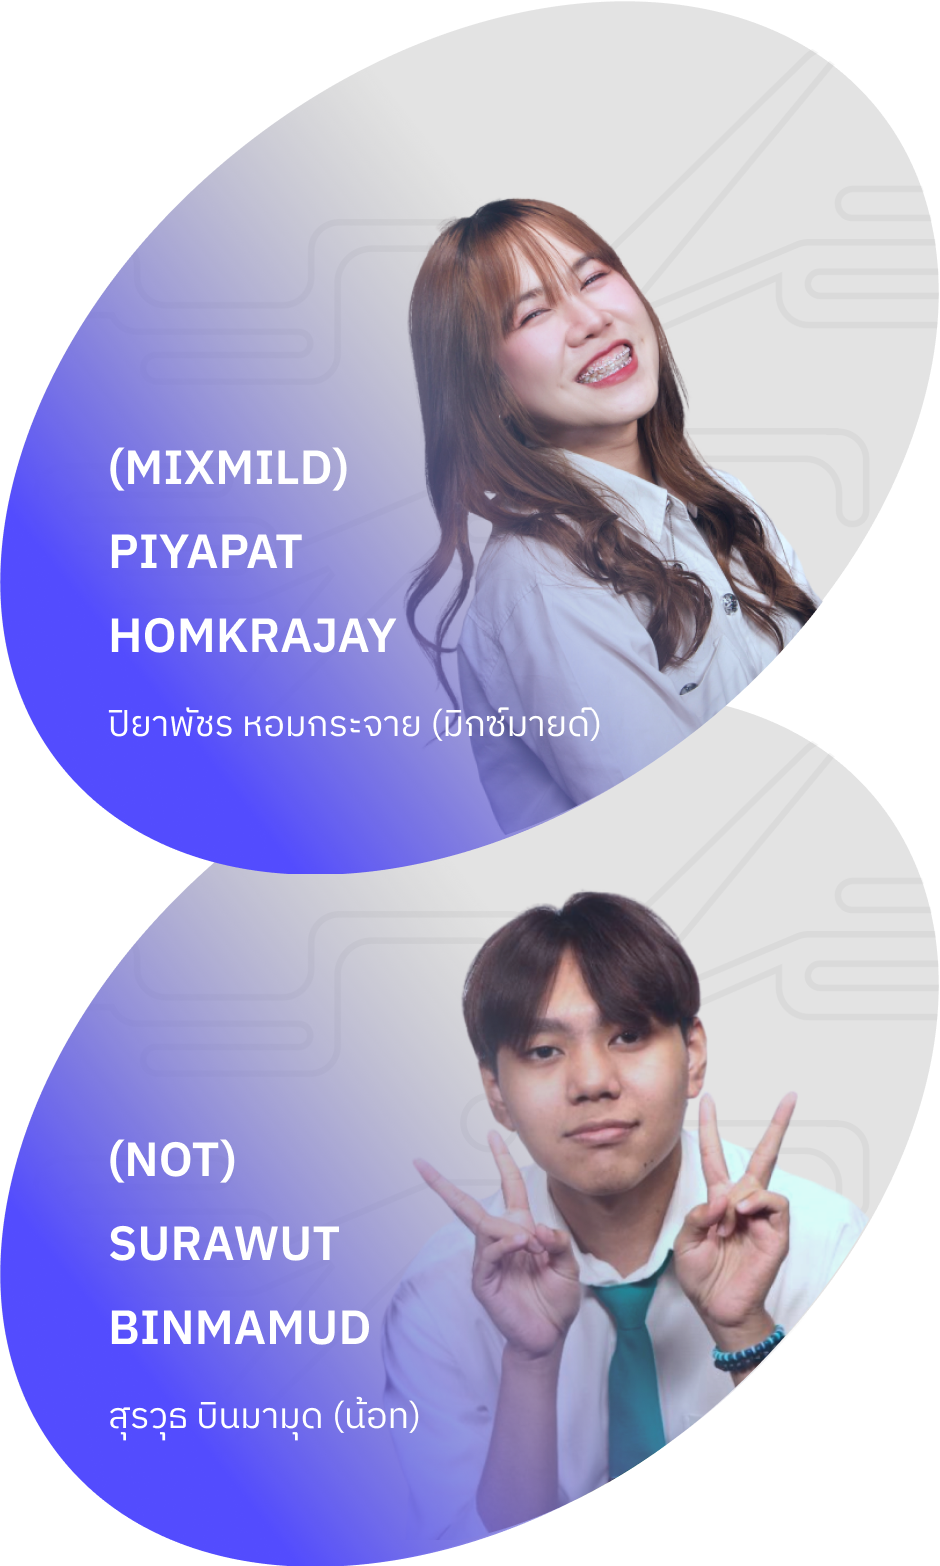 (MIXMILD)
PIYAPAT
HOMKRAJAY
ปิยาพัชร หอมกระจาย (มิกซ์มายด์)
(NOT)
SURAWUT
BINMAMUD
สุรวุธ บินมามุด (น้อท)